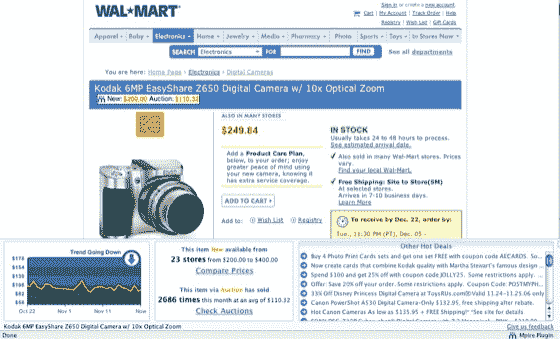 WAL★MART
Sign in or create a new account.
Cart | My Account | Track Order | Help
Registry | Wish List | Gift Cards
Apparel Baby Electronics Home Jewelry Media Pharmacy Photo Sports Toys In Stores Now
SEARCH Electronics FOR FIND See all departments
You are here: Home Page > Electronics > Digital Cameras
Kodak 6MP EasyShare Z650 Digital Camera w/ 10x Optical Zoom
New: $200.00 Auction: $110.32
ALSO IN MANY STORES
$249.84
Add a Product Care Plan,
below, to your order; enjoy
greater peace of mind using
your new camera, knowing it
has extra service coverage.
ADD TO CART
Add to: Wish List Registry
IN STOCK
Usually takes 24 to 48 hours to process.
See estimated arrival date.
Also sold in many Wal-Mart stores. Prices
vary.
Find your local Wal-Mart.
Free Shipping: Site to Store(SM)
At selected stores.
Arrives in 7-10 business days.
Learn More
To receive by Dec. 22, order by:
Tue., 11:30 PM (PT), Dec. 05 -
Trend Going Down
Oct 22 Nov 1 Nov 11 Now
This item New available from
23 stores from $200.00 to $400.00
Compare Prices
This item via Auction has sold
2686 times this month at an avg of $110.32
Check Auctions
Other Hot Deals
Buy 4 Photo Print Card sets and get one set FREE with coupon code AECARDS. So...
Now create cards that combine Kodak quality with Martha Stewart's famous design ...
Spend $100 and get 25% off with coupon code JOLLY25. Some restrictions apply. ...
Offer: Save 20% off your order. Some restrictions apply. Coupon Code: POSTMYPH...
33% Off Disney Princess Digital Camera at ToysRUs.com! Valid 11.24-11.25.06 only
Canon PowerShot A530 Digital Camera-Only $132.95, free shipping after rebate.
Hot Canon Cameras As low as $135.95 + FREE Shipping!* *See site for details
Kodak 6MP EasyShare Z650 Digital Camera w/ 10x Optical Zoom
Give us feedback
Done
Mpire Plugin